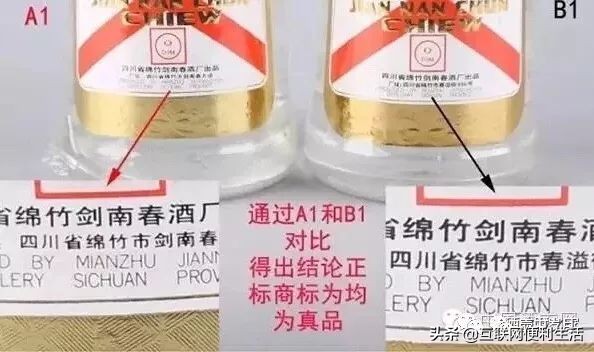 A1
B1
JIAN NAN CHUN
CHIEW
JIAN NAN CHUN
CHIEW
四川省绵竹剑南春酒厂出品
四川省绵竹剑南春酒厂出品
通过A1和B1
对比
得出结论正
标商标为均
为真品
省绵竹剑南春酒厂
四川省绵竹市剑南春
D BY MIANZHU JIANN
LERY SICHUAN PROV
省绵竹剑南春酒
四川省绵竹市春溢
ED BY MIANZHU
LLERY SICHUAN
头条@互联网便利生活